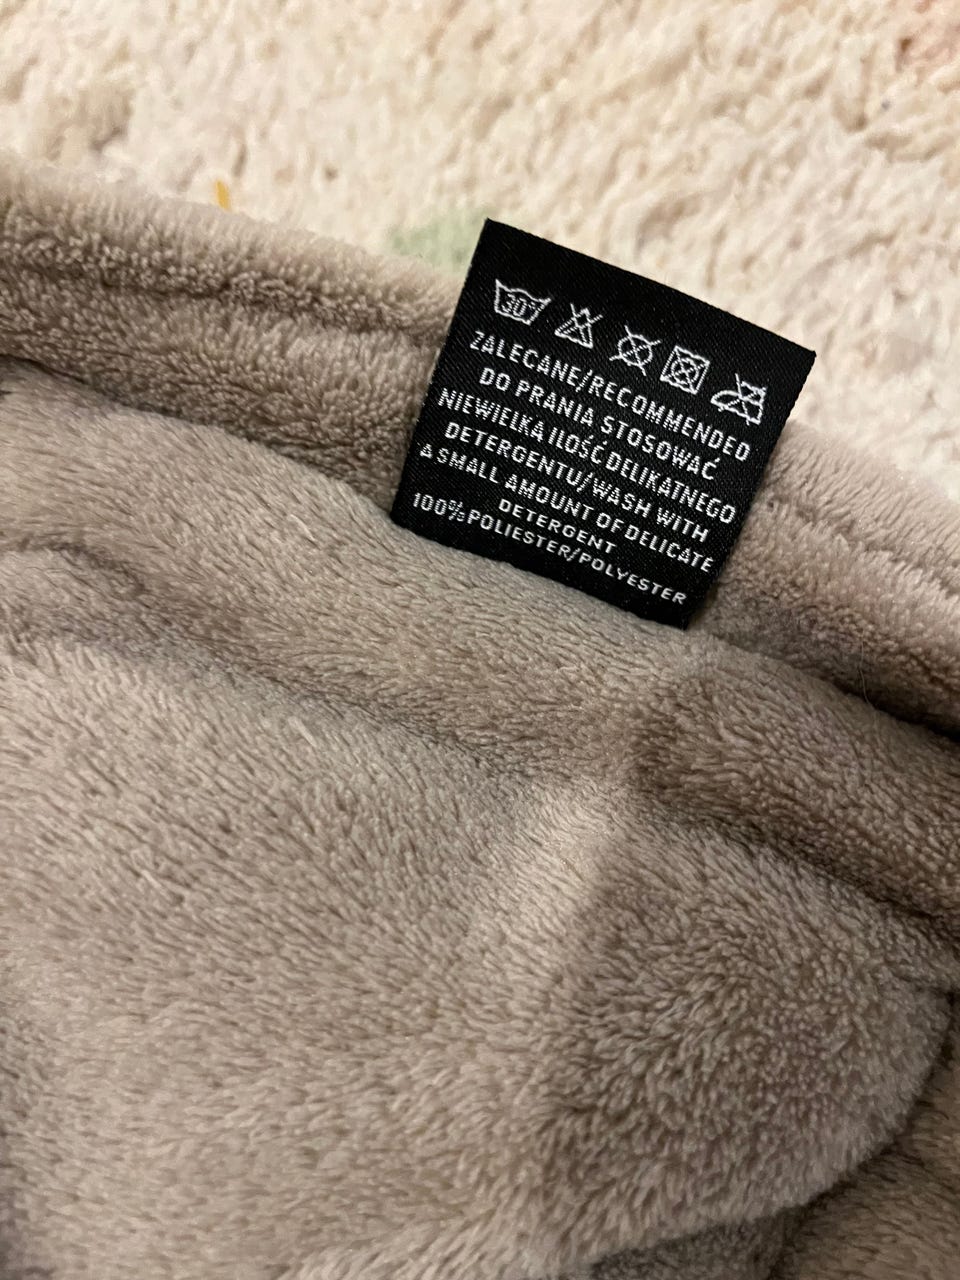 30°
ZALECANE/RECOMMENDED
DO PRANIA STOSOWAĆ
NIEWIELKA ILOŚĆ DELIKATNEGO
DETERGENTU/WASH WITH
A SMALL AMOUNT OF DELICATE
DETERGENT
100% POLIESTER/POLYESTER